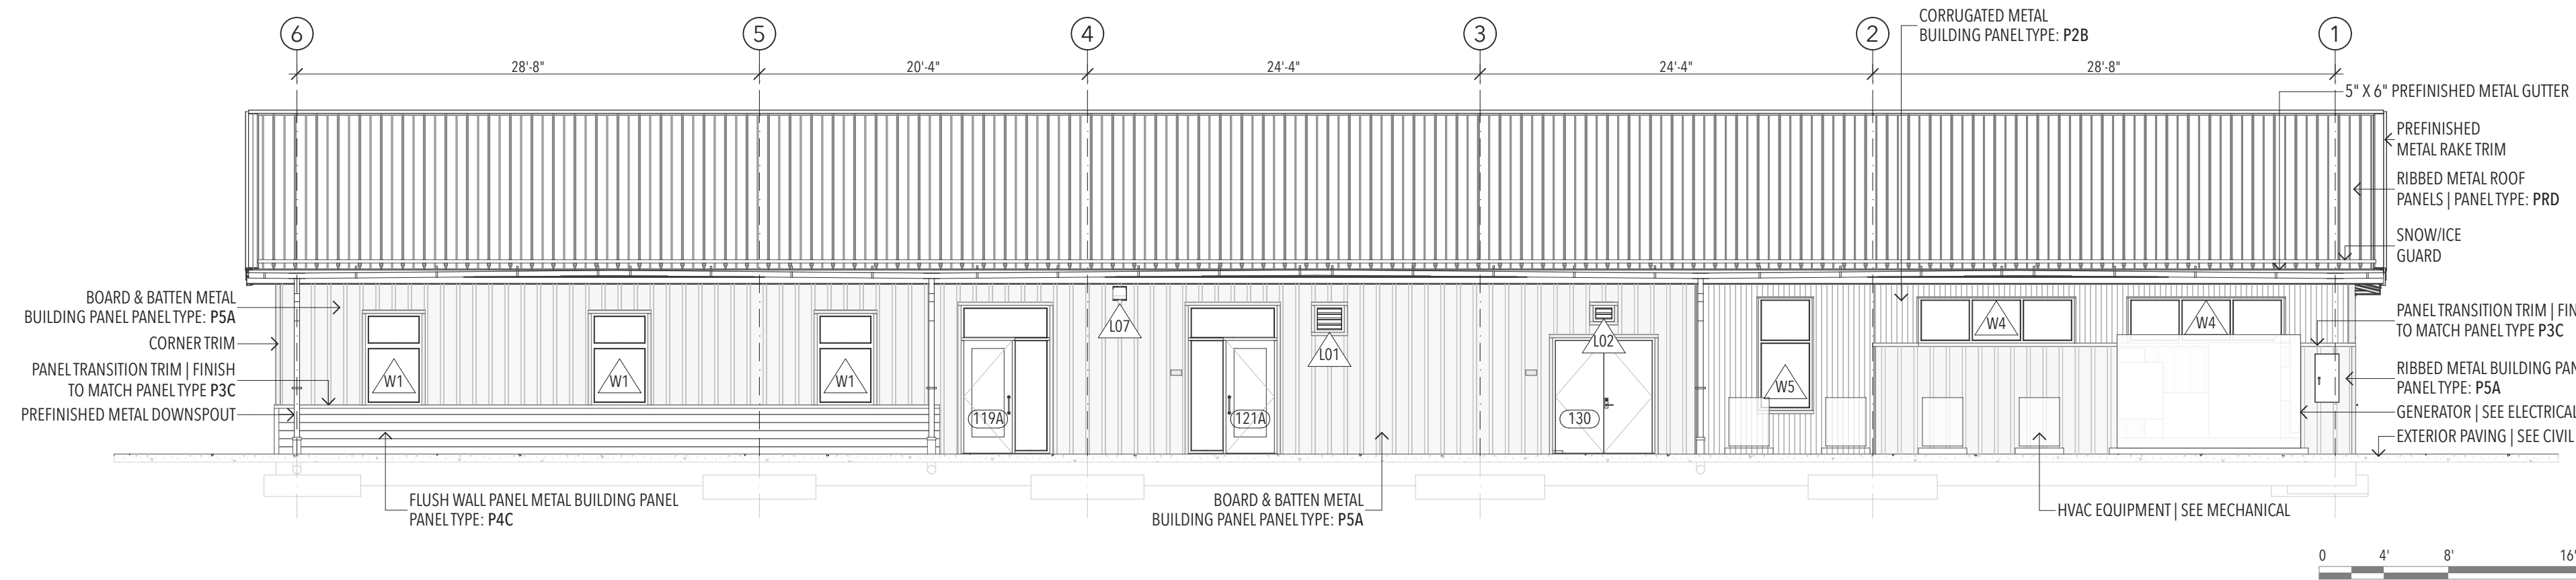 CORRUGATED METAL
BUILDING PANEL TYPE: P2B
6
5
4
3
2
1
28'-8"
20'-4"
24'-4"
24'-4"
28'-8"
5" X 6" PREFINISHED METAL GUTTER
PREFINISHED
METAL RAKE TRIM
RIBBED METAL ROOF
PANELS | PANEL TYPE: PRD
SNOW/ICE
GUARD
BOARD & BATTEN METAL
BUILDING PANEL PANEL TYPE: P5A
CORNER TRIM
PANEL TRANSITION TRIM | FINISH
TO MATCH PANEL TYPE P3C
PREFINISHED METAL DOWNSPOUT
W1
W1
W1
119A
L07
121A
L01
130
L02
W5
W4
W4
PANEL TRANSITION TRIM | FIN
TO MATCH PANEL TYPE P3C
RIBBED METAL BUILDING PAN
PANEL TYPE: P5A
GENERATOR | SEE ELECTRICAL
EXTERIOR PAVING | SEE CIVIL
FLUSH WALL PANEL METAL BUILDING PANEL
PANEL TYPE: P4C
BOARD & BATTEN METAL
BUILDING PANEL PANEL TYPE: P5A
HVAC EQUIPMENT | SEE MECHANICAL
0 4' 8' 16'